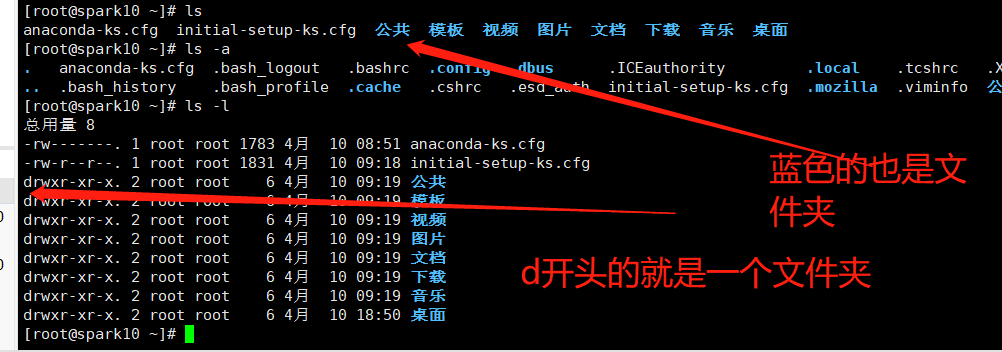 [root@spark10 ~]# ls
anaconda-ks.cfg initial-setup-ks.cfg 公共 模板 视频 图片 文档 下载 音乐 桌面
[root@spark10 ~]# ls -a
. anaconda-ks.cfg .bash_logout .bashrc .config .dbus .ICEauthority .local .tcshrc .X
.. .bash_history .bash_profile .cache .cshrc .esd_auth initial-setup-ks.cfg .mozilla .viminfo 公
[root@spark10 ~]# ls -l
总用量 8
-rw-------. 1 root root 1783 4月 10 08:51 anaconda-ks.cfg
-rw-r--r--. 1 root root 1831 4月 10 09:18 initial-setup-ks.cfg
drwxr-xr-x. 2 root root 6 4月 10 09:19 公共
drwxr-xr-x. 2 root root 6 4月 10 09:19 模板
drwxr-xr-x. 2 root root 6 4月 10 09:19 视频
drwxr-xr-x. 2 root root 6 4月 10 09:19 图片
drwxr-xr-x. 2 root root 6 4月 10 09:19 文档
drwxr-xr-x. 2 root root 6 4月 10 09:19 下载
drwxr-xr-x. 2 root root 6 4月 10 09:19 音乐
drwxr-xr-x. 2 root root 6 4月 10 18:50 桌面
[root@spark10 ~]#
蓝色的也是文
件夹
d开头的就是一个文件夹